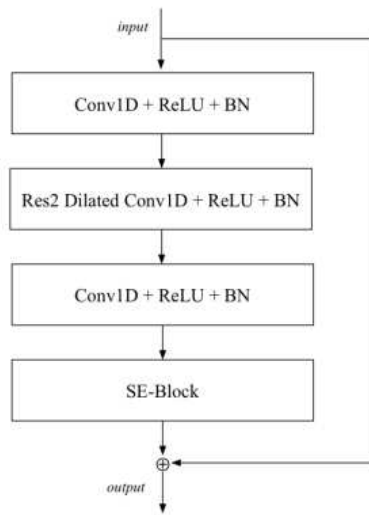 input
Conv1D + ReLU + BN
Res2 Dilated Conv1D + ReLU + BN
Conv1D + ReLU + BN
SE-Block
output